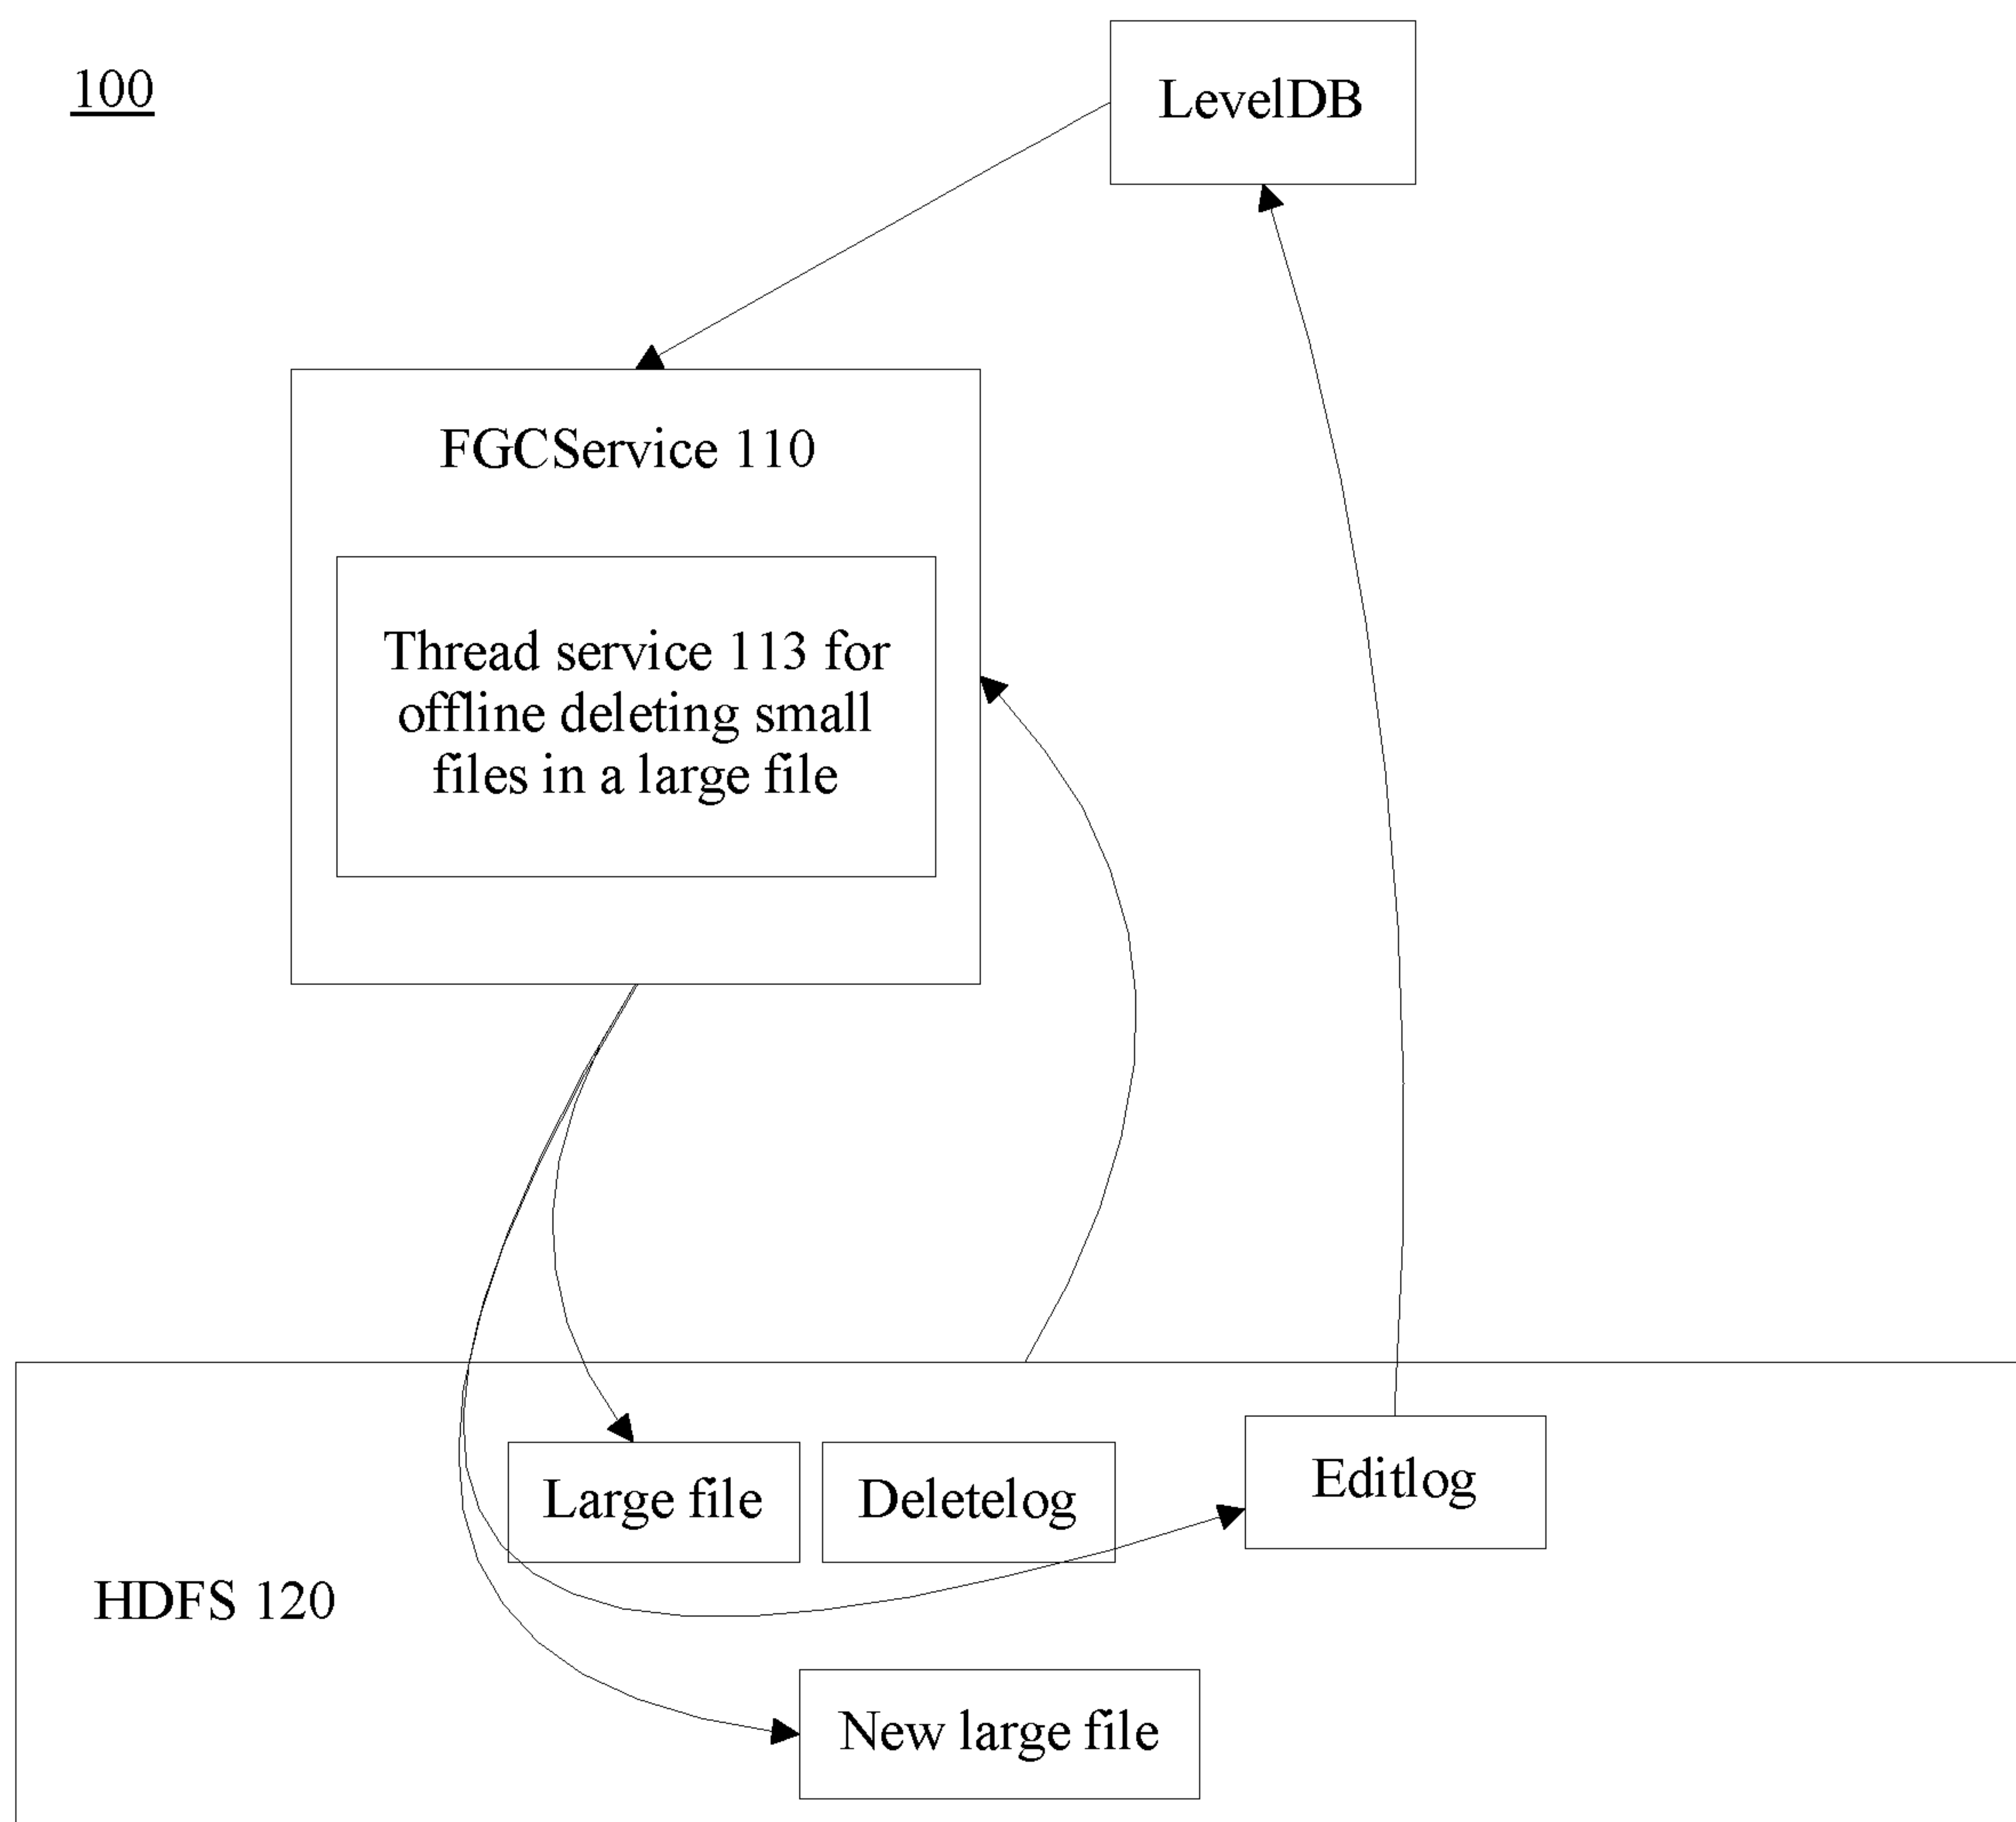 100
LevelDB
FGCService 110
Thread service 113 for
offline deleting small
files in a large file
Large file
Deletelog
Editlog
HDFS 120
New large file